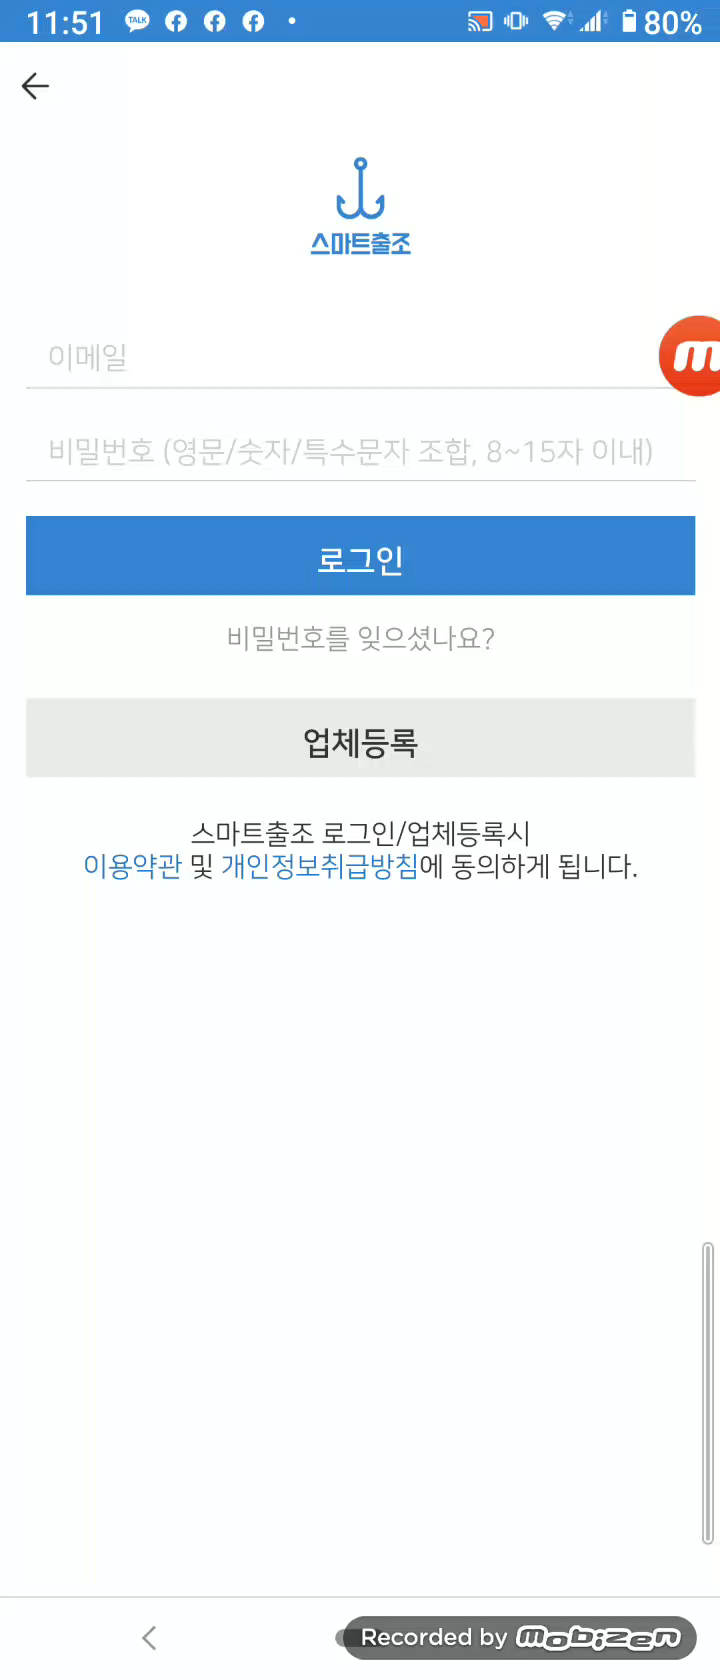 11:51 TALK 80%
스마트출조
이메일
m
비밀번호 (영문/숫자/특수문자 조합, 8~15자 이내)
로그인
비밀번호를 잊으셨나요?
업체등록
스마트출조 로그인/업체등록시
이용약관 및 개인정보취급방침에 동의하게 됩니다.
Recorded by mobizen